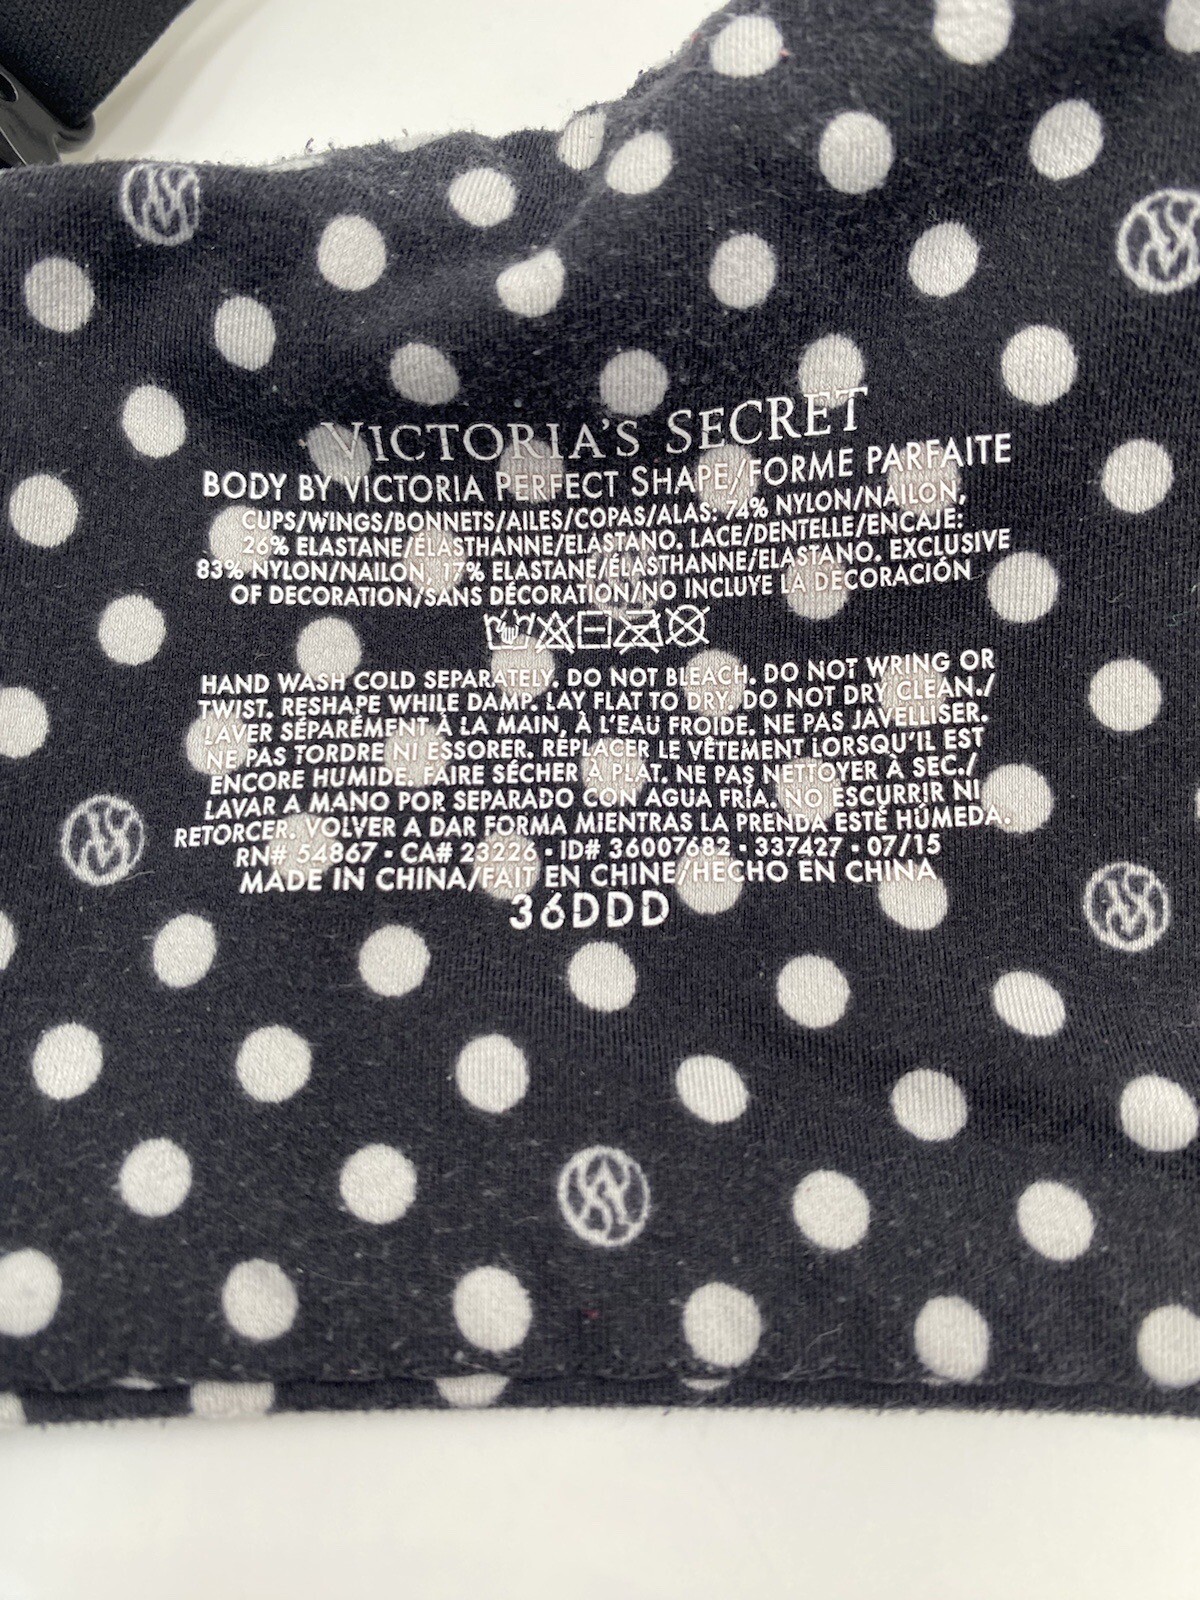 VICTORIA'S SECRET
BODY BY VICTORIA PERFECT SHAPE/FORME PARFAITE
CUPS/WINGS/BONNETS/AILES/COPAS/ALAS: 74% NYLON/NAILON,
26% ELASTANE/ÉLASTHANNE/ELASTANO. LACE/DENTELLE/ENCAJE:
83% NYLON/NAILON, 17% ELASTANE/ÉLASTHANNE/ELASTANO. EXCLUSIVE
OF DECORATION/SANS DÉCORATION/NO INCLUYE LA DECORACIÓN
HAND WASH COLD SEPARATELY. DO NOT BLEACH. DO NOT WRING OR
TWIST. RESHAPE WHILE DAMP. LAY FLAT TO DRY. DO NOT DRY CLEAN./
LAVER SÉPARÉMENT À LA MAIN, À L'EAU FROIDE. NE PAS JAVELLISER.
NE PAS TORDRE NI ESSORER. REPLACER LE VÊTEMENT LORSQU'IL EST
ENCORE HUMIDE. FAIRE SÉCHER À PLAT. NE PAS NETTOYER À SEC./
LAVAR A MANO POR SEPARADO CON AGUA FRÍA. NO ESCURRIR NI
RETORCER. VOLVER A DAR FORMA MIENTRAS LA PRENDA ESTÉ HÚMEDA.
RN# 54867 • CA# 23226 • ID# 36007682 • 337427 • 07/15
MADE IN CHINA/FAIT EN CHINE/HECHO EN CHINA
36DDD